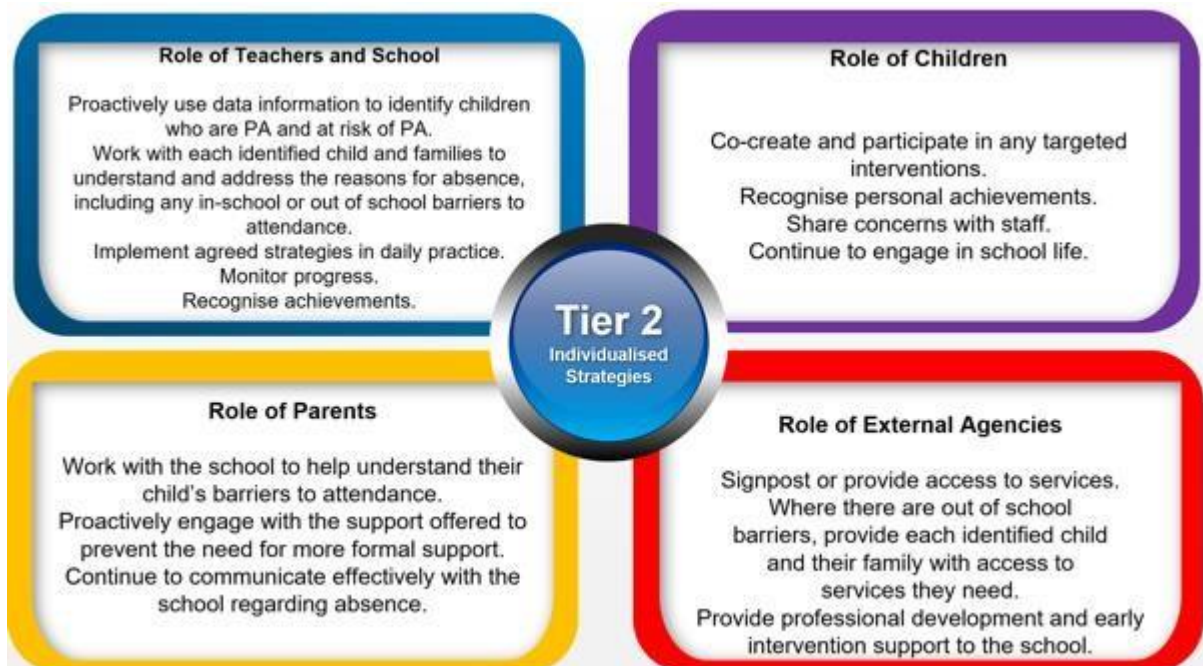 Role of Teachers and School
Proactively use data information to identify children
who are PA and at risk of PA.
Work with each identified child and families to
understand and address the reasons for absence,
including any in-school or out of school barriers to
attendance.
Implement agreed strategies in daily practice.
Monitor progress.
Recognise achievements.
Role of Children
Co-create and participate in any targeted
interventions.
Recognise personal achievements.
Share concerns with staff.
Continue to engage in school life.
Tier 2
Individualised
Strategies
Role of Parents
Work with the school to help understand their
child's barriers to attendance.
Proactively engage with the support offered to
prevent the need for more formal support.
Continue to communicate effectively with the
school regarding absence.
Role of External Agencies
Signpost or provide access to services.
Where there are out of school
barriers, provide each identified child
and their family with access to
services they need.
Provide professional development and early
intervention support to the school.